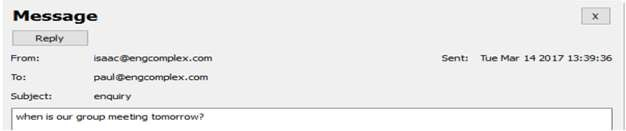 Message
x
Reply
From: isaac@engcomplex.com Sent: Tue Mar 14 2017 13:39:36
To: paul@engcomplex.com
Subject: enquiry
when is our group meeting tomorrow?